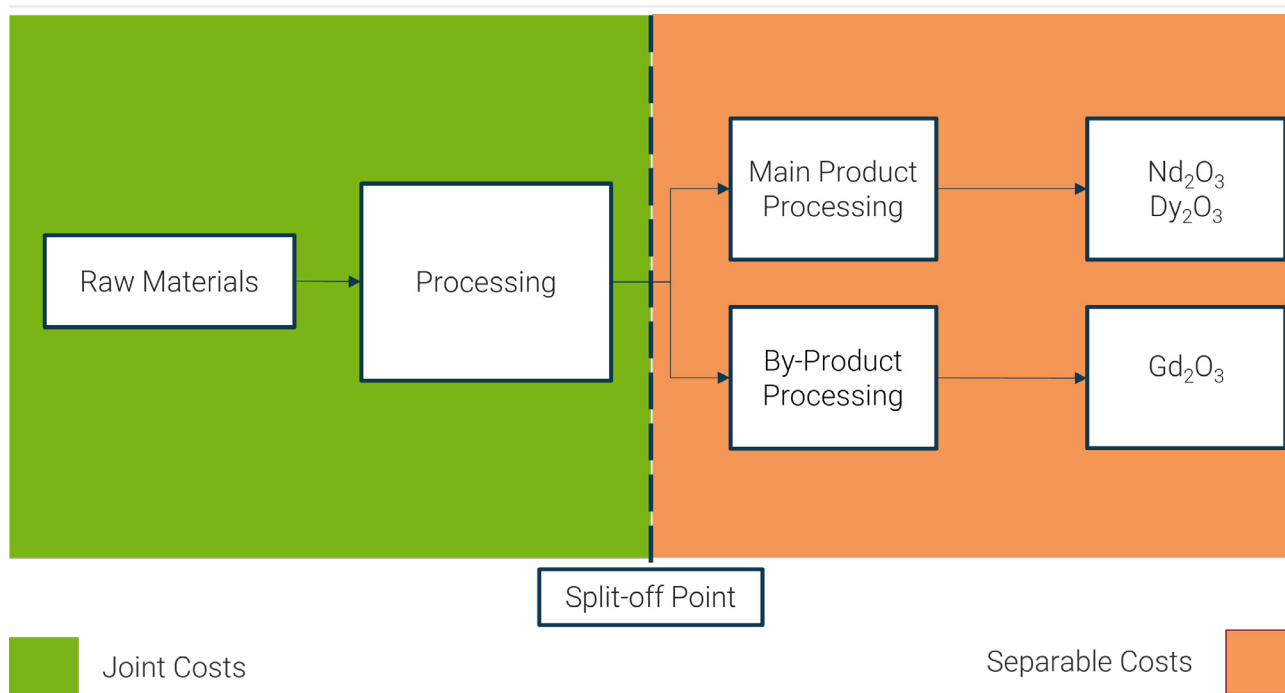 Raw Materials
Processing
Main Product
Processing
Nd₂O₃
Dy₂O₃
By-Product
Processing
Gd₂O₃
Split-off Point
Joint Costs
Separable Costs